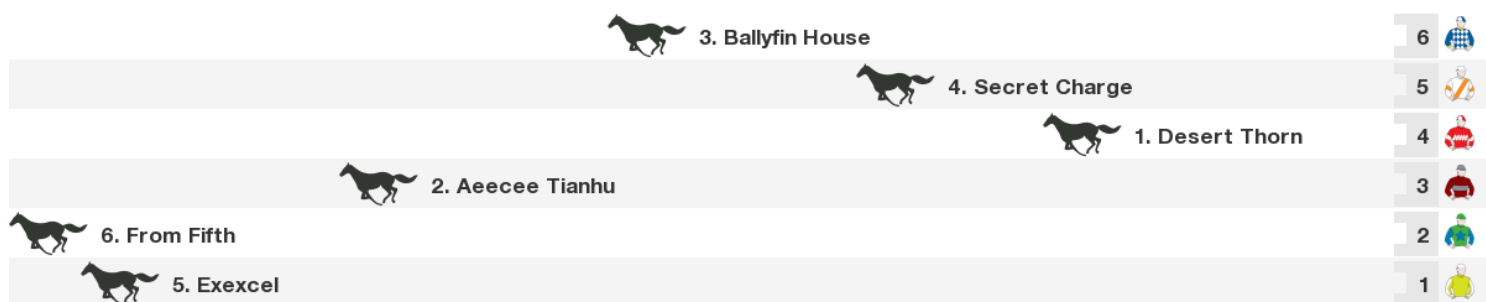 3. Ballyfin House 6
4. Secret Charge 5
1. Desert Thorn 4
2. Aeecee Tianhu 3
6. From Fifth 2
5. Exexcel 1